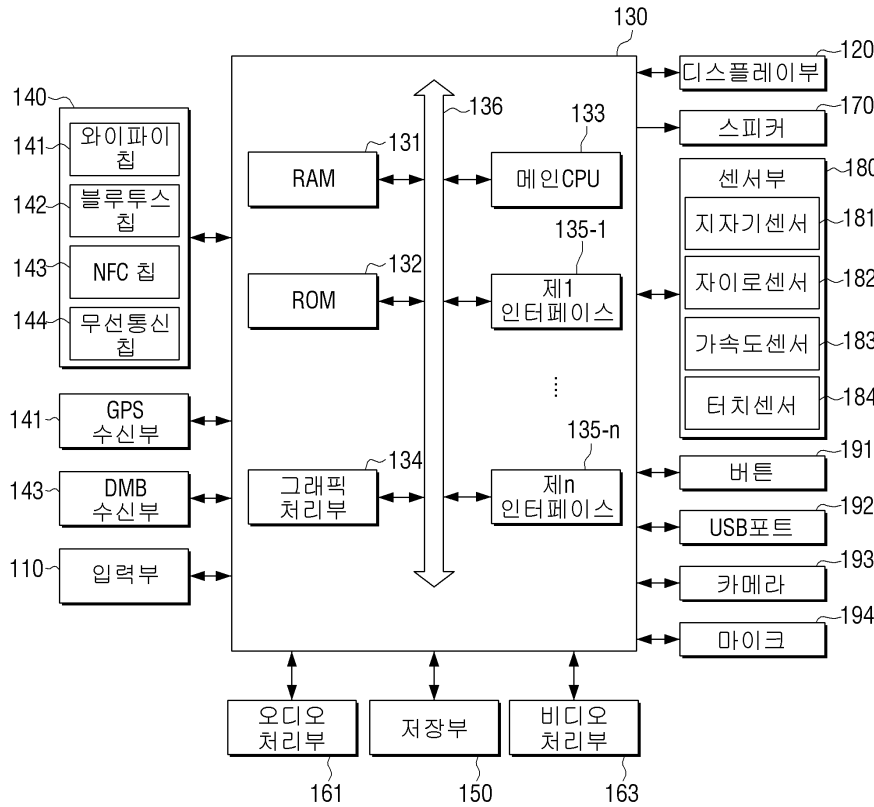 130
120
디스플레이부
140
136
170
스피커
141
와이파이
칩
131
RAM
133
메인CPU
180
센서부
142
블루투스
칩
181
지자기센서
143
NFC 칩
132
ROM
135-1
제1
인터페이스
182
자이로센서
144
무선통신
칩
183
가속도센서
184
터치센서
141
GPS
수신부
134
그래픽
처리부
135-n
제n
인터페이스
191
버튼
143
DMB
수신부
192
USB포트
110
입력부
193
카메라
194
마이크
오디오
처리부
161
저장부
150
비디오
처리부
163